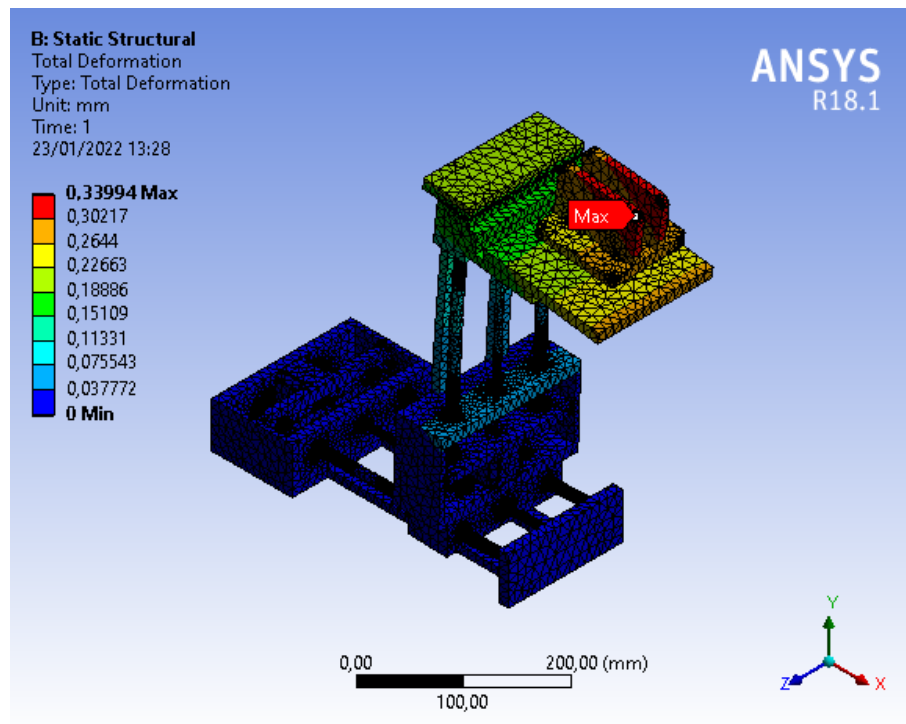 B: Static Structural
Total Deformation
Type: Total Deformation
Unit: mm
Time: 1
23/01/2022 13:28
ANSYS
R18.1
0,33994 Max
0,30217
0,2644
0,22663
0,18886
0,15109
0,11331
0,075543
0,037772
0 Min
Max
0,00
200,00 (mm)
100,00
Y
Z
X